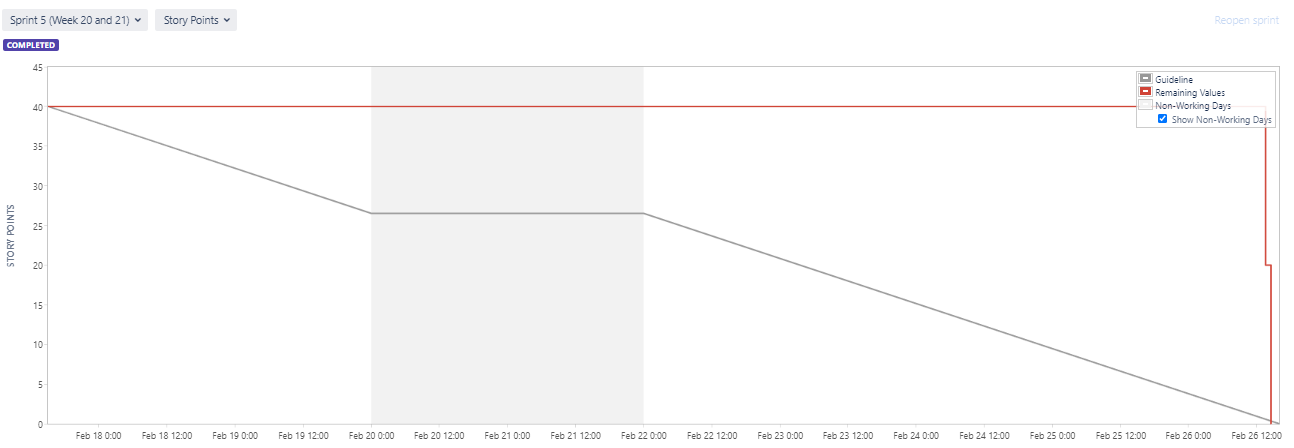 Sprint 5 (Week 20 and 21) Story Points Reopen sprint
COMPLETED
45
40
35
30
25
20
15
10
5
0
STORY POINTS
Guideline
Remaining Values
Non-Working Days
Show Non-Working Days
Feb 18 0:00 Feb 18 12:00 Feb 19 0:00 Feb 19 12:00 Feb 20 0:00 Feb 20 12:00 Feb 21 0:00 Feb 21 12:00 Feb 22 0:00 Feb 22 12:00 Feb 23 0:00 Feb 23 12:00 Feb 24 0:00 Feb 24 12:00 Feb 25 0:00 Feb 25 12:00 Feb 26 0:00 Feb 26 12:00